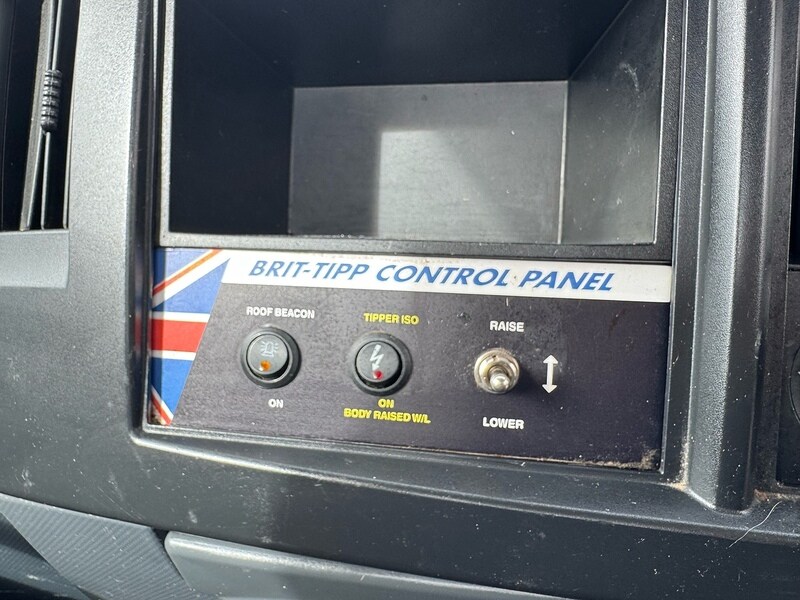 BRIT-TIPP CONTROL PANEL
ROOF BEACON
TIPPER ISO
RAISE
ON
ON
BODY RAISED W/L
LOWER